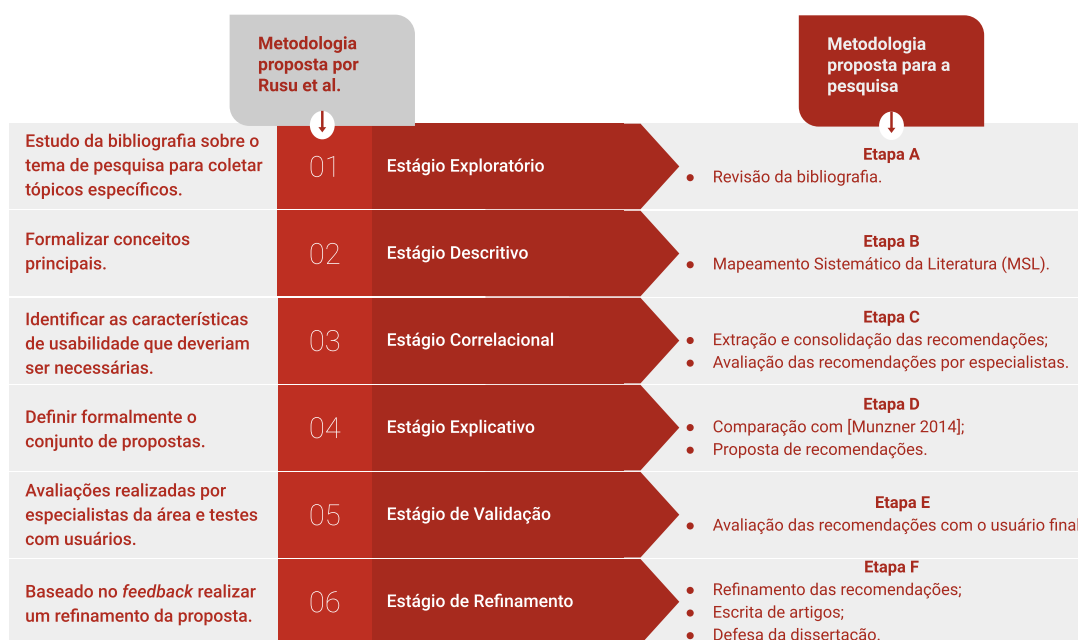 Metodologia
proposta por
Rusu et al.
Metodologia
proposta para a
pesquisa
Estudo da bibliografia sobre o
tema de pesquisa para coletar
tópicos específicos.
01
Estágio Exploratório
Etapa A
• Revisão da bibliografia.
Formalizar conceitos
principais.
02
Estágio Descritivo
Etapa B
• Mapeamento Sistemático da Literatura (MSL).
Identificar as características
de usabilidade que deveriam
ser necessárias.
03
Estágio Correlacional
Etapa C
• Extração e consolidação das recomendações;
• Avaliação das recomendações por especialistas.
Definir formalmente o
conjunto de propostas.
04
Estágio Explicativo
Etapa D
• Comparação com [Munzner 2014];
• Proposta de recomendações.
Avaliações realizadas por
especialistas da área e testes
com usuários.
05
Estágio de Validação
Etapa E
• Avaliação das recomendações com o usuário final
Baseado no feedback realizar
um refinamento da proposta.
06
Estágio de Refinamento
Etapa F
• Refinamento das recomendações;
• Escrita de artigos;
• Defesa da dissertação.